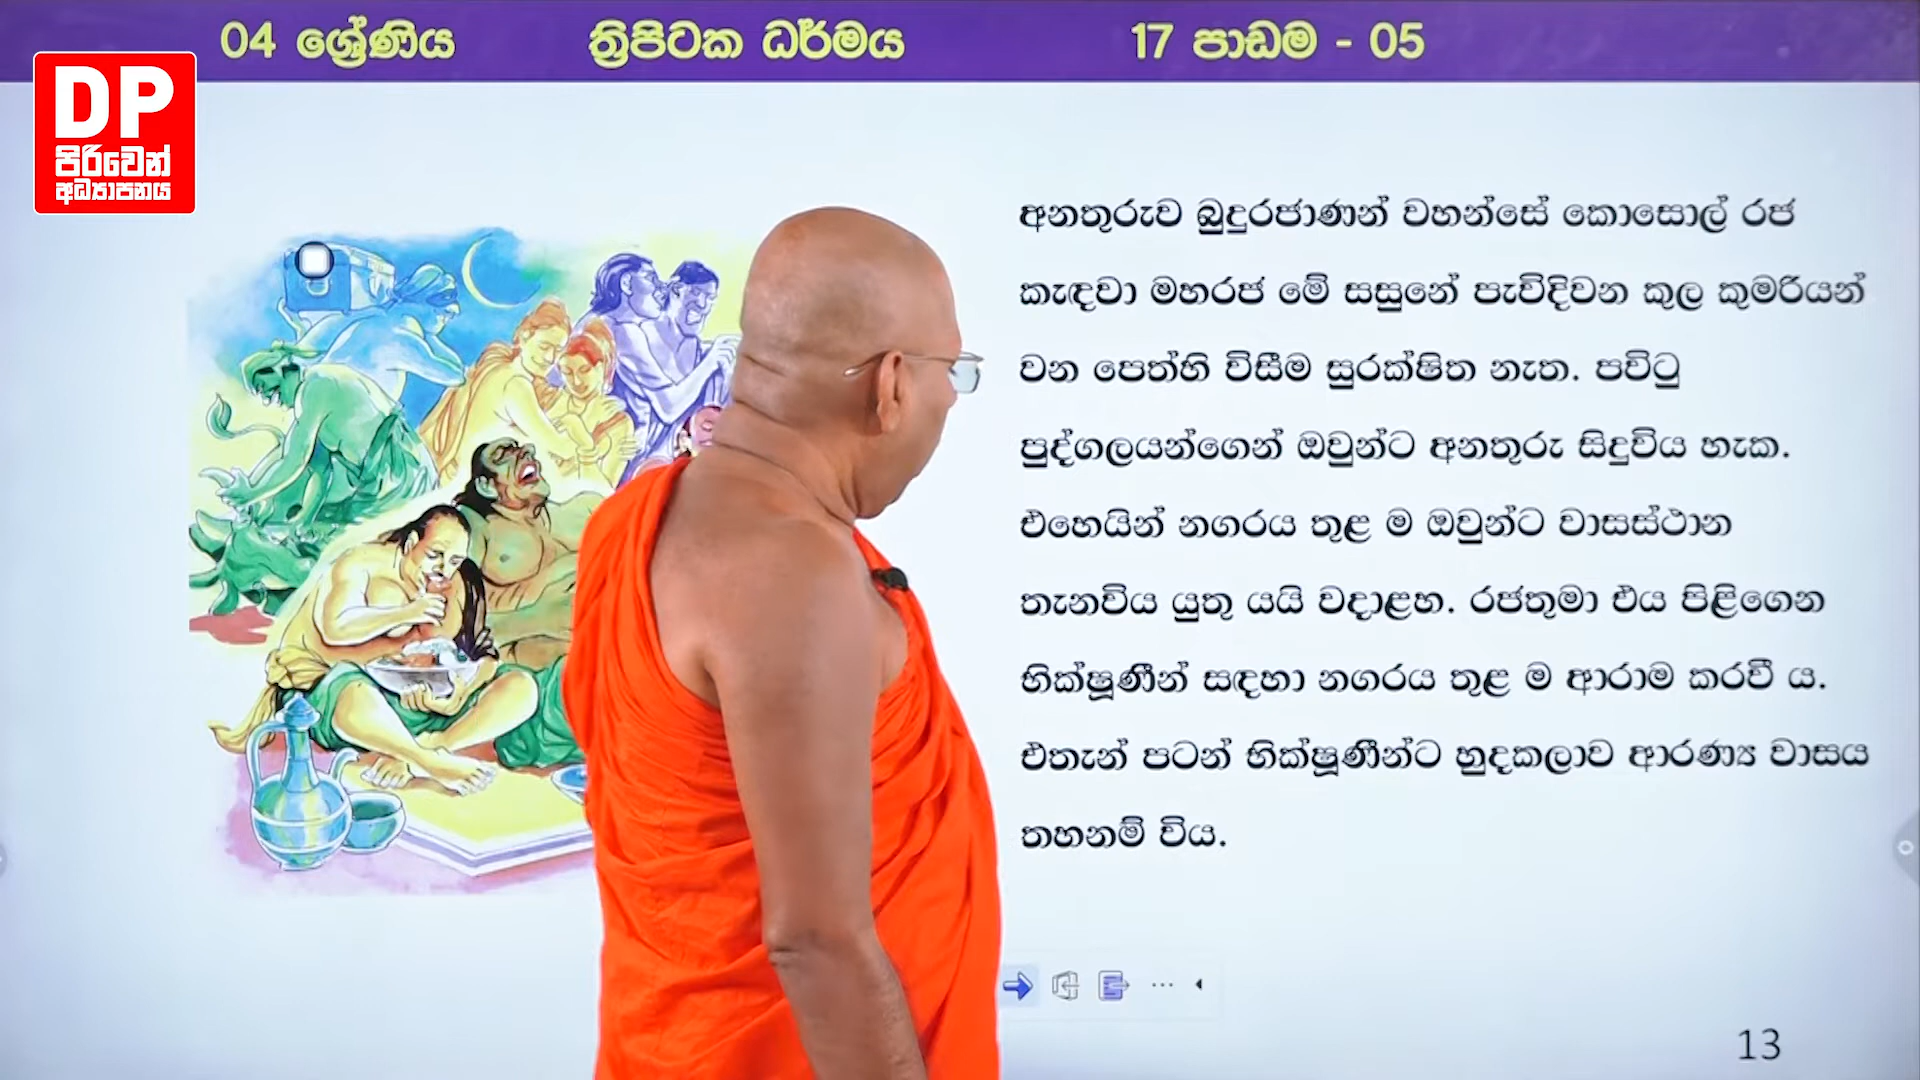 04 ශ්‍රේණිය ත්‍රිපිටක ධර්මය 17 පාඩම - 05
DP
පිරිවෙන්
අධ්‍යාපනය
අනතුරුව බුදුරජාණන් වහන්සේ කොසොල් රජ
කැඳවා මහරජ මේ සසුනේ පැවිදිවන කුල කුමරියන්
වන පෙත්හි විසීම සුරක්ෂිත නැත. පවිටු
පුද්ගලයන්ගෙන් ඔවුන්ට අනතුරු සිදුවිය හැක.
එහෙයින් නගරය තුළ ම ඔවුන්ට වාසස්ථාන
තැනවිය යුතු යයි වදාළහ. රජතුමා එය පිළිගෙන
භික්ෂූණීන් සඳහා නගරය තුළ ම ආරාම කරවී ය.
එතැන් පටන් භික්ෂූණීන්ට හුදකලාව ආරණ්‍ය වාසය
තහනම් විය.
13